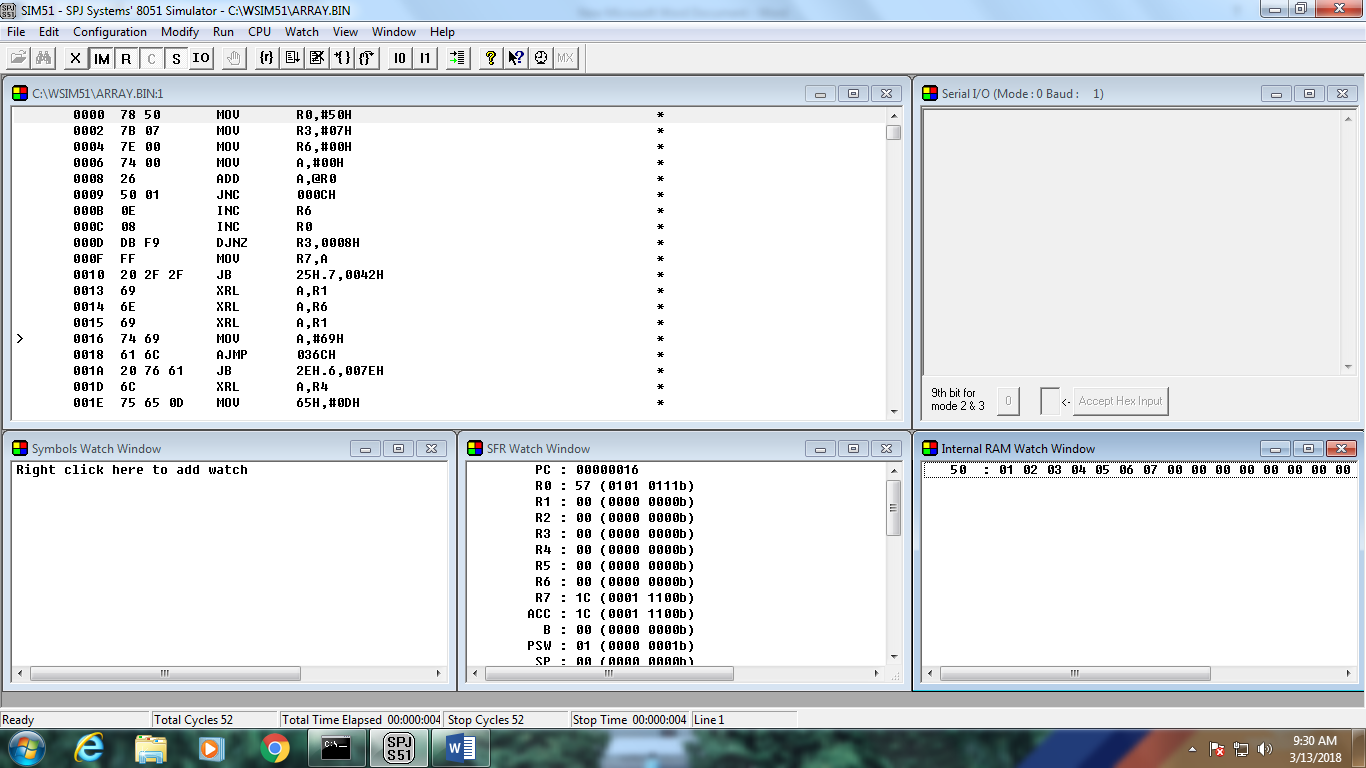 SIM51 - SPJ Systems' 8051 Simulator - C:\WSIM51\ARRAY.BIN
File Edit Configuration Modify Run CPU Watch View Window Help
X IM R C S IO {r} *{} {}* I0 I1 ? ? MX
C:\WSIM51\ARRAY.BIN:1
0000 78 50 MOV R0,#50H *
0002 7B 07 MOV R3,#07H *
0004 7E 00 MOV R6,#00H *
0006 74 00 MOV A,#00H *
0008 26 ADD A,@R0 *
0009 50 01 JNC 000CH *
000B 0E INC R6 *
000C 08 INC R0 *
000D DB F9 DJNZ R3,0008H *
000F FF MOV R7,A *
0010 20 2F 2F JB 25H.7,0042H *
0013 69 XRL A,R1 *
0014 6E XRL A,R6 *
0015 69 XRL A,R1 *
> 0016 74 69 MOV A,#69H *
0018 61 6C AJMP 036CH *
001A 20 76 61 JB 2EH.6,007EH *
001D 6C XRL A,R4 *
001E 75 65 0D MOV 65H,#0DH *
Serial I/O (Mode : 0 Baud : 1)
9th bit for
mode 2 & 3
0
<- Accept Hex Input
Symbols Watch Window
Right click here to add watch
SFR Watch Window
PC : 00000016
R0 : 57 (0101 0111b)
R1 : 00 (0000 0000b)
R2 : 00 (0000 0000b)
R3 : 00 (0000 0000b)
R4 : 00 (0000 0000b)
R5 : 00 (0000 0000b)
R6 : 00 (0000 0000b)
R7 : 1C (0001 1100b)
ACC : 1C (0001 1100b)
B : 00 (0000 0000b)
PSW : 01 (0000 0001b)
SP : 00 (0000 0000b)
Internal RAM Watch Window
50 : 01 02 03 04 05 06 07 00 00 00 00 00 00 00 00
Ready Total Cycles 52 Total Time Elapsed 00:000:004 Stop Cycles 52 Stop Time 00:000:004 Line 1
C:\_ SPJ S51 W
9:30 AM
3/13/2018